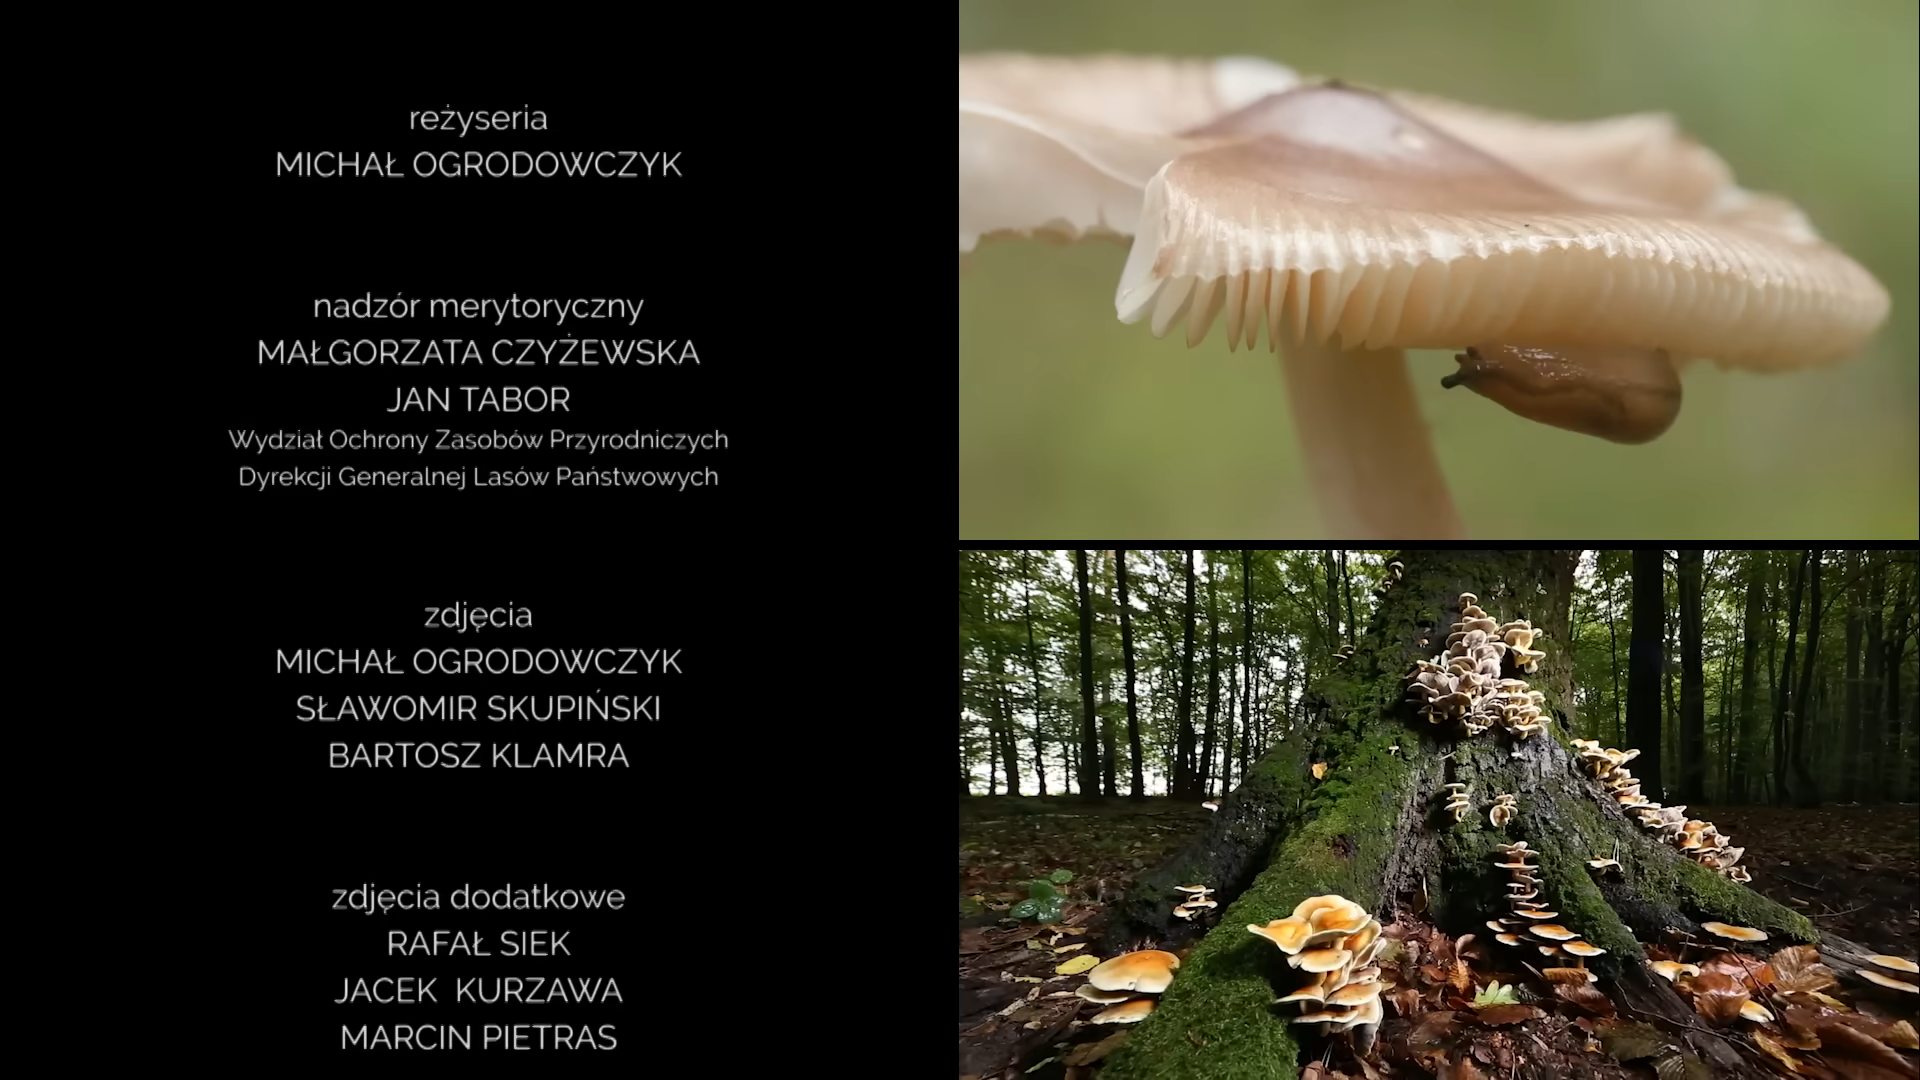 reżyseria
MICHAŁ OGRODOWCZYK
nadzór merytoryczny
MAŁGORZATA CZYŻEWSKA
JAN TABOR
Wydział Ochrony Zasobów Przyrodniczych
Dyrekcji Generalnej Lasów Państwowych
zdjęcia
MICHAŁ OGRODOWCZYK
SŁAWOMIR SKUPIŃSKI
BARTOSZ KLAMRA
zdjęcia dodatkowe
RAFAŁ SIEK
JACEK KURZAWA
MARCIN PIETRAS